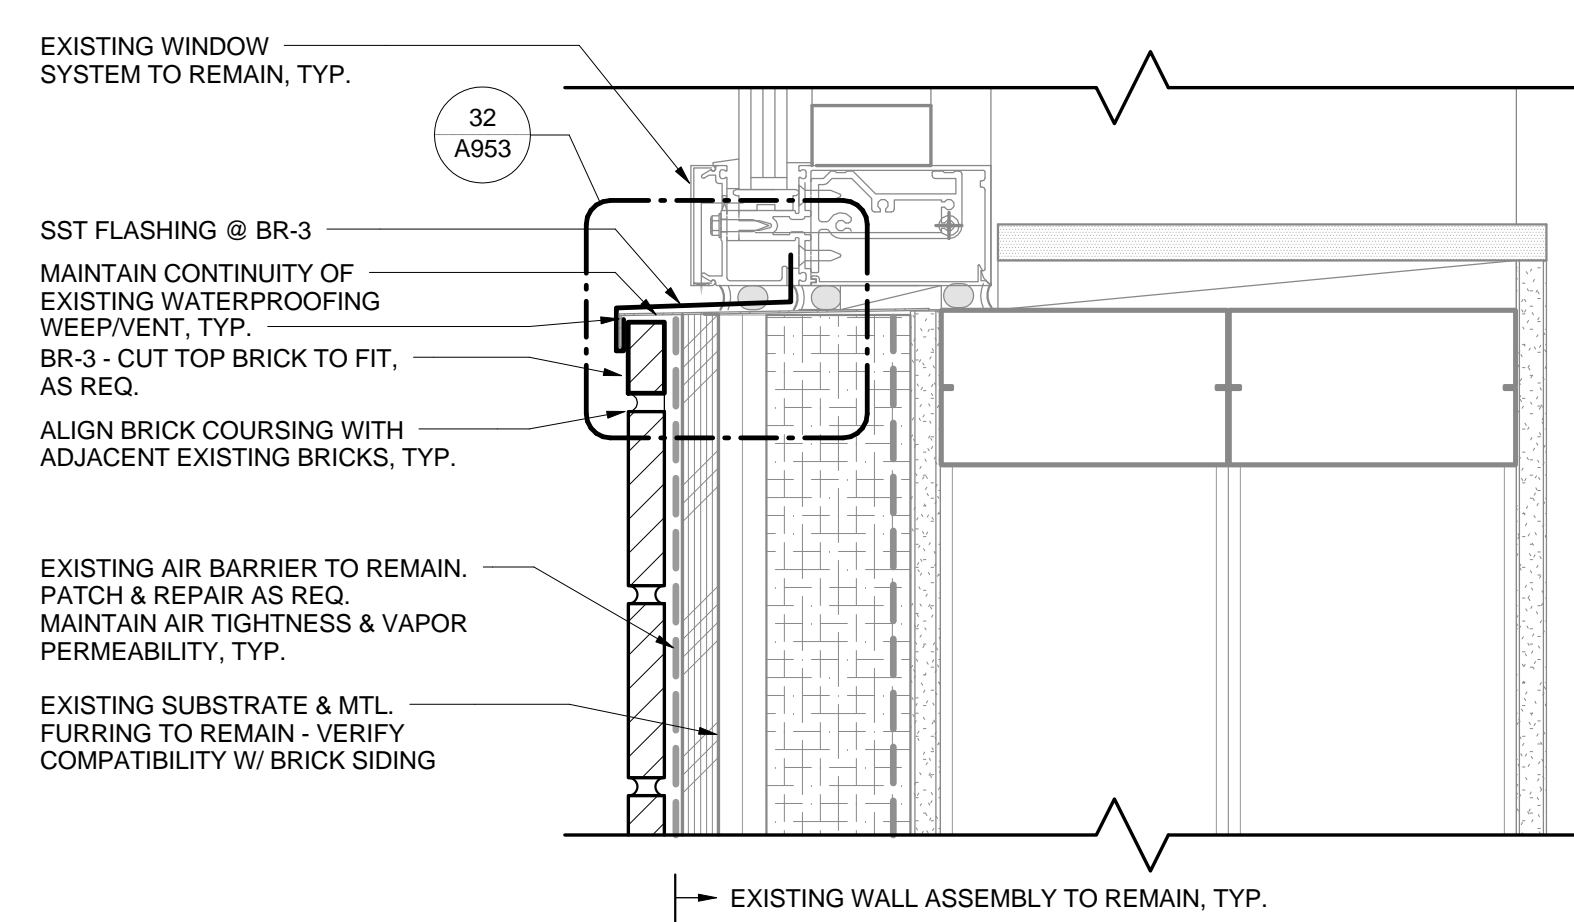 EXISTING WINDOW
SYSTEM TO REMAIN, TYP.
32
A953
SST FLASHING @ BR-3
MAINTAIN CONTINUITY OF
EXISTING WATERPROOFING
WEEP/VENT, TYP.
BR-3 - CUT TOP BRICK TO FIT,
AS REQ.
ALIGN BRICK COURSING WITH
ADJACENT EXISTING BRICKS, TYP.
EXISTING AIR BARRIER TO REMAIN.
PATCH & REPAIR AS REQ.
MAINTAIN AIR TIGHTNESS & VAPOR
PERMEABILITY, TYP.
EXISTING SUBSTRATE & MTL.
FURRING TO REMAIN - VERIFY
COMPATIBILITY W/ BRICK SIDING
EXISTING WALL ASSEMBLY TO REMAIN, TYP.